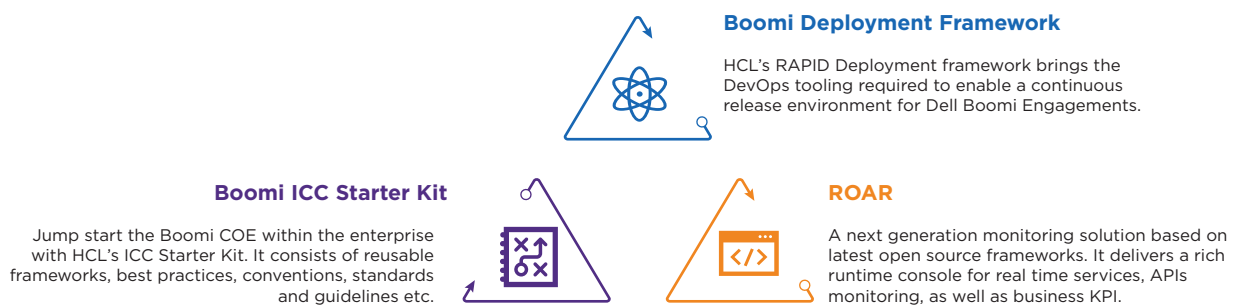 Boomi Deployment Framework
HCL's RAPID Deployment framework brings the
DevOps tooling required to enable a continuous
release environment for Dell Boomi Engagements.
Boomi ICC Starter Kit
Jump start the Boomi COE within the enterprise
with HCL's ICC Starter Kit. It consists of reusable
frameworks, best practices, conventions, standards
and guidelines etc.
ROAR
A next generation monitoring solution based on
latest open source frameworks. It delivers a rich
runtime console for real time services, APIs
monitoring, as well as business KPI.